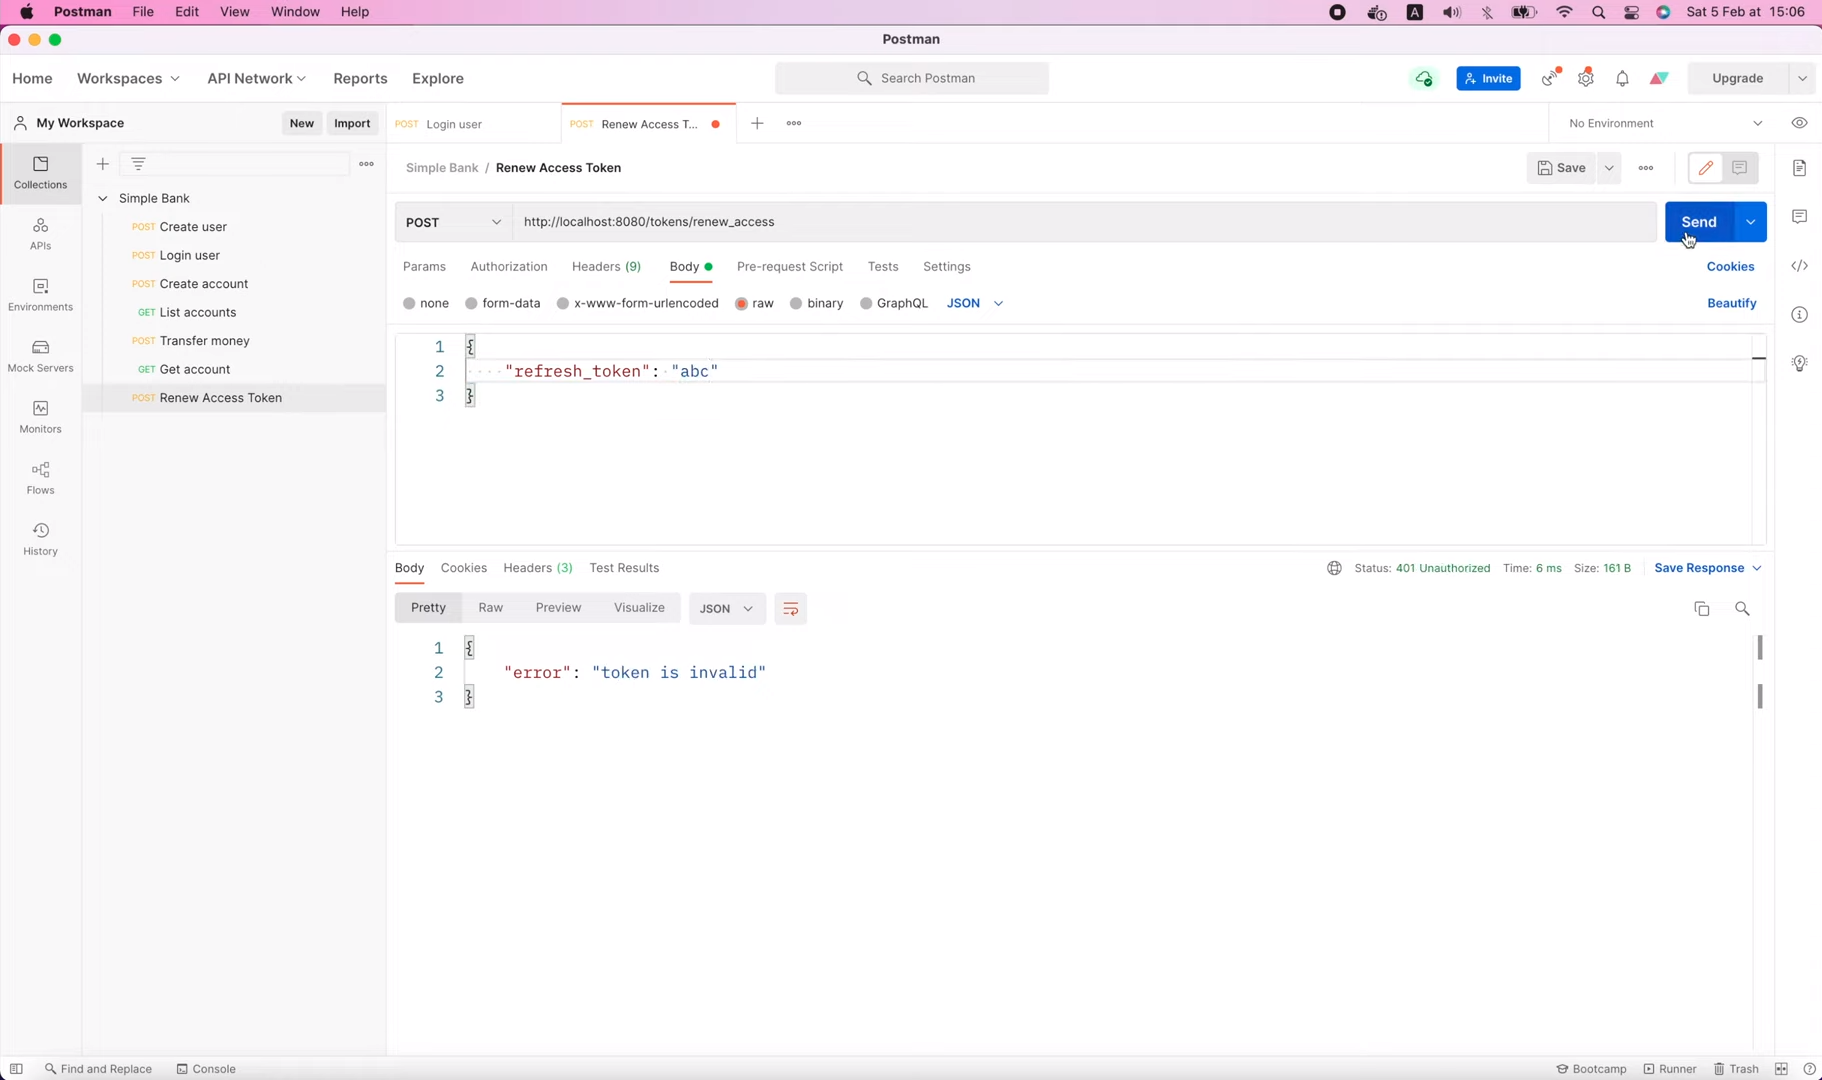 Postman File Edit View Window Help A Sat 5 Feb at 15:06
Postman
Home Workspaces API Network Reports Explore Search Postman Invite Upgrade
My Workspace New Import POST Login user POST Renew Access T... No Environment
Collections
APIs
Environments
Mock Servers
Monitors
Flows
History
Simple Bank
POST Create user
POST Login user
POST Create account
GET List accounts
POST Transfer money
GET Get account
POST Renew Access Token
Simple Bank / Renew Access Token Save
POST http://localhost:8080/tokens/renew_access Send
Params Authorization Headers (9) Body Pre-request Script Tests Settings Cookies
none form-data x-www-form-urlencoded raw binary GraphQL JSON Beautify
1 {
2 "refresh_token": "abc"
3 }
Body Cookies Headers (3) Test Results Status: 401 Unauthorized Time: 6 ms Size: 161 B Save Response
Pretty Raw Preview Visualize JSON
1 {
2 "error": "token is invalid"
3 }
Find and Replace Console Bootcamp Runner Trash